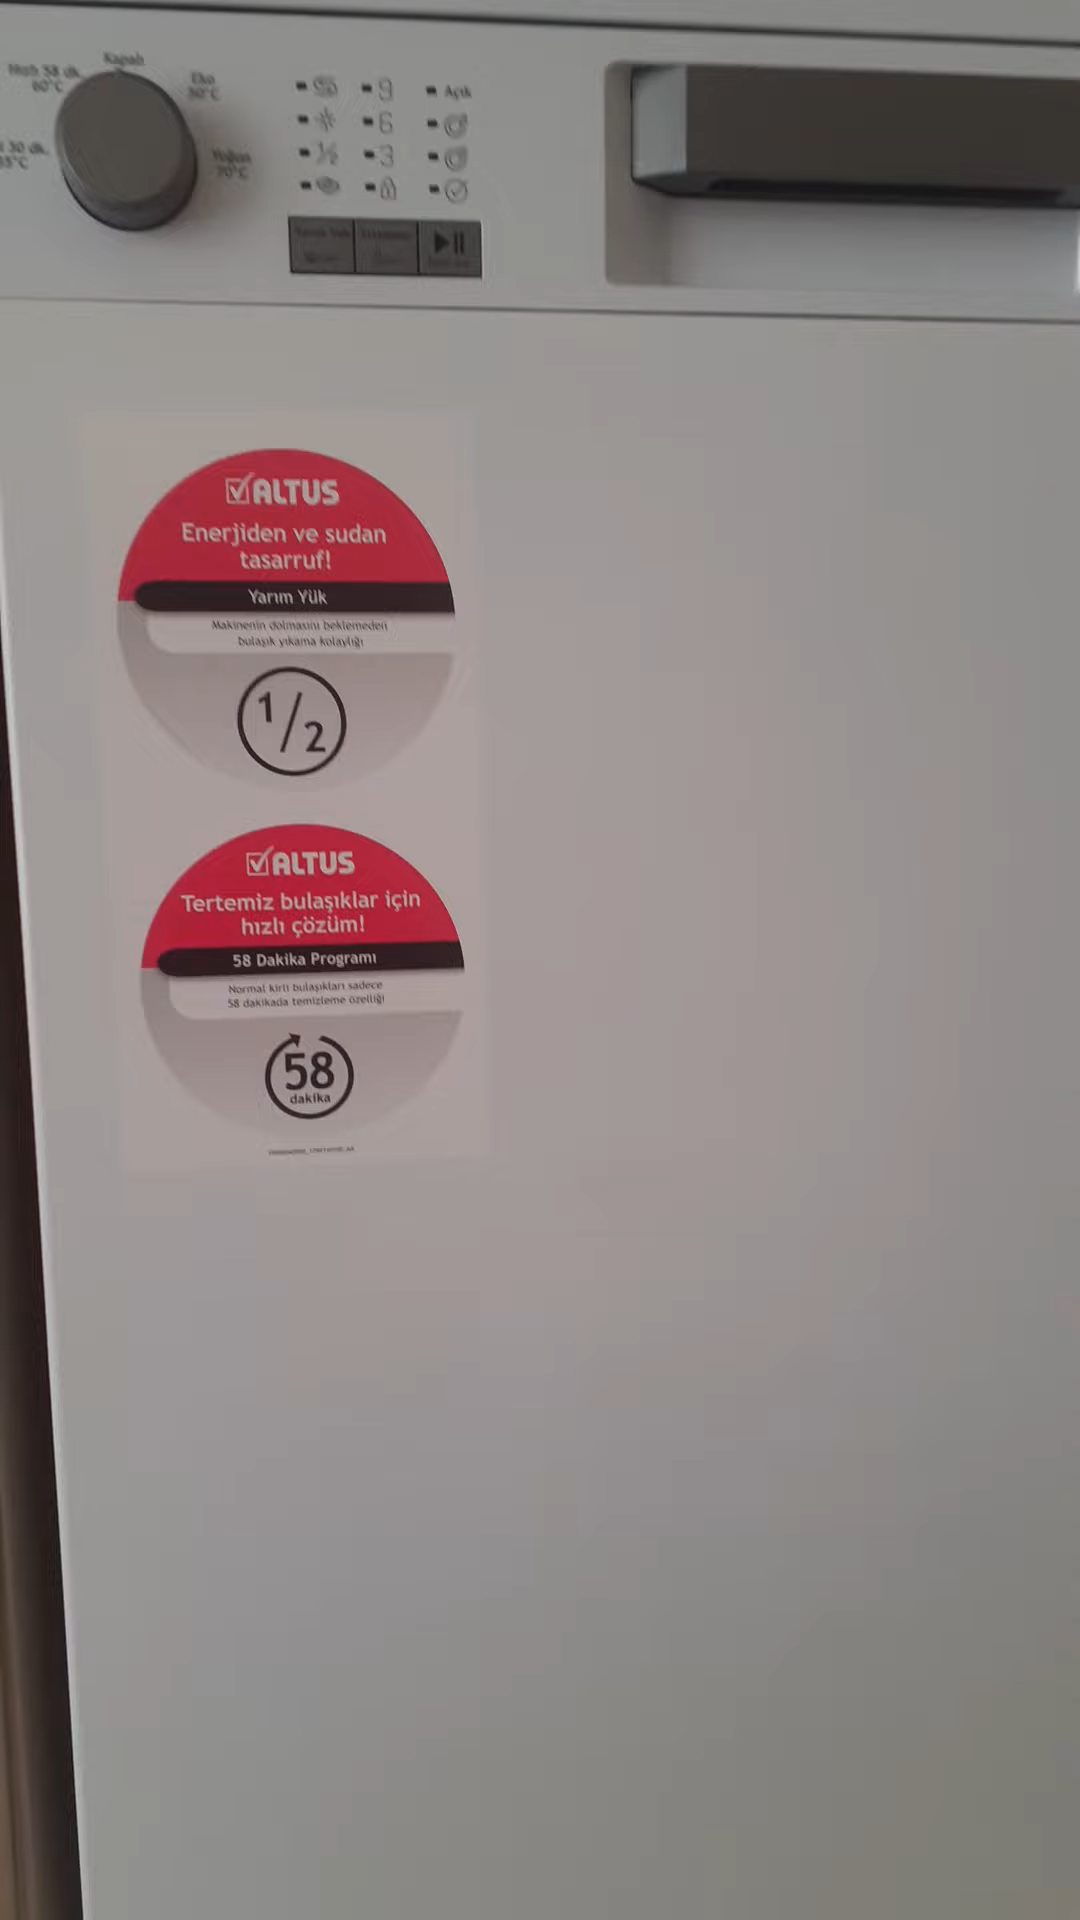 Kapalı
Hızlı 58 dk.
60°C
Eko
50°C
30 dk.
35°C
Yoğun
70°C
9
Açık
6
½
3
ALTUS
Enerjiden ve sudan
tasarruf!
Yarım Yük
Makinenin dolmasını beklemeden
bulaşık yıkama kolaylığı
1/2
ALTUS
Tertemiz bulaşıklar için
hızlı çözüm!
58 Dakika Programı
Normal kirli bulaşıkları sadece
58 dakikada temizleme özelliği
58
dakika